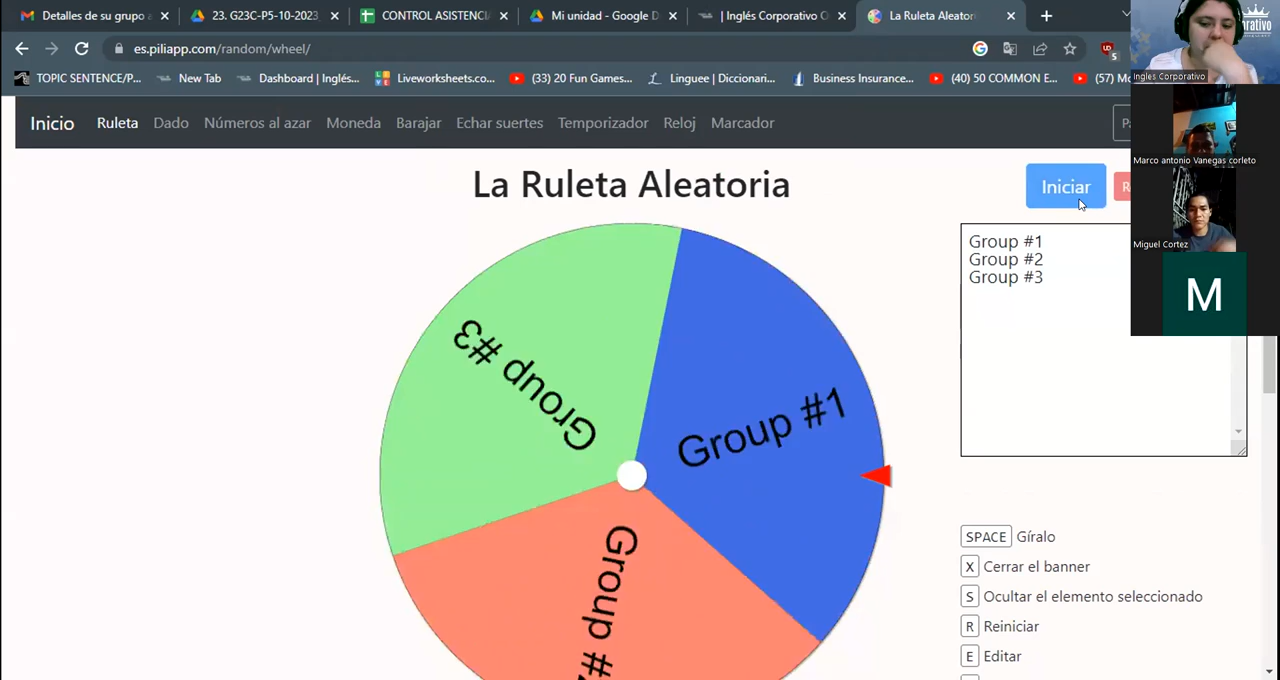 Detalles de su grupo a
23. G23C-P5-10-2023
CONTROL ASISTENCI
Mi unidad - Google D
| Inglés Corporativo G
La Ruleta Aleator
es.piliapp.com/random/wheel/
TOPIC SENTENCE/P...
New Tab
Dashboard | Inglés...
Liveworksheets.co...
(33) 20 Fun Games...
Linguee | Diccionari...
Business Insurance...
(40) 50 COMMON E...
(57) M
Ingles Corporativo
Marco antonio Vanegas corleto
Miguel Cortez
M
Inicio
Ruleta
Dado
Números al azar
Moneda
Barajar
Echar suertes
Temporizador
Reloj
Marcador
La Ruleta Aleatoria
Iniciar
Group #1
Group #2
Group #3
Group #3
Group #1
Group #2
SPACE Gíralo
X Cerrar el banner
S Ocultar el elemento seleccionado
R Reiniciar
E Editar